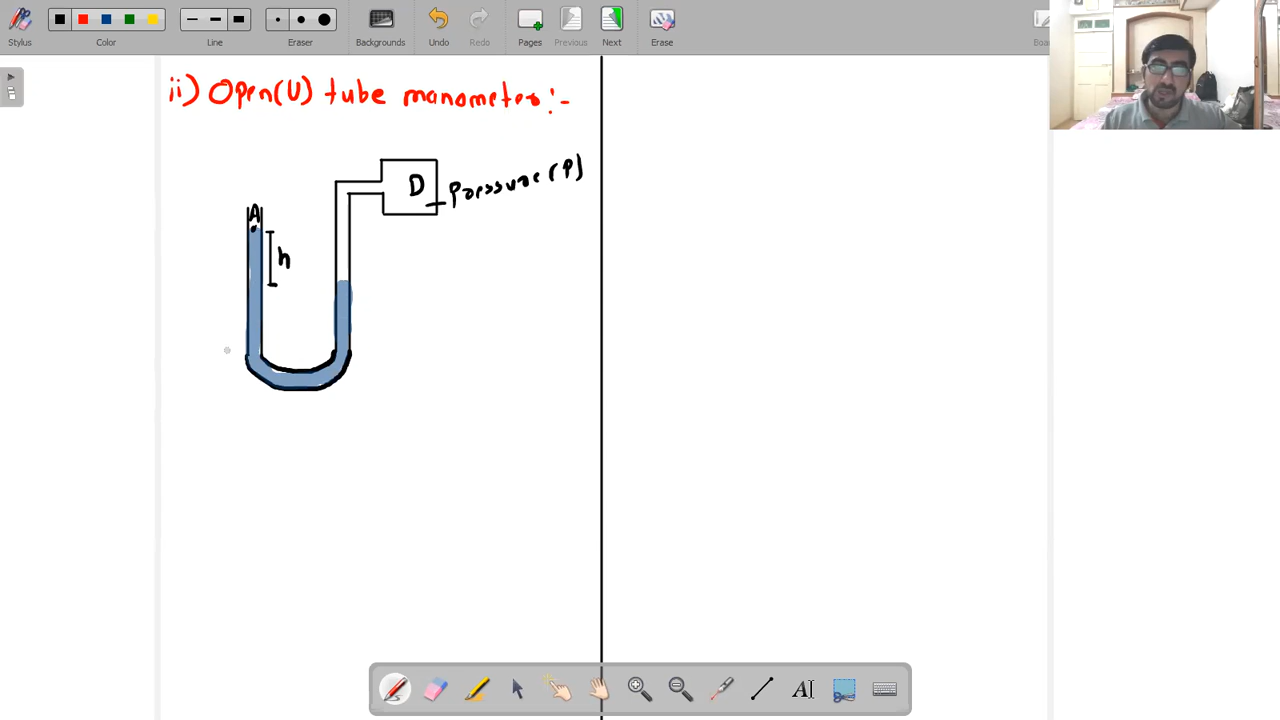 Stylus
Color
Line
Eraser
Backgrounds
Undo
Redo
Pages
Previous
Next
Erase
ii) Open(U) tube manometer :-
D
Pressure (P)
A
h